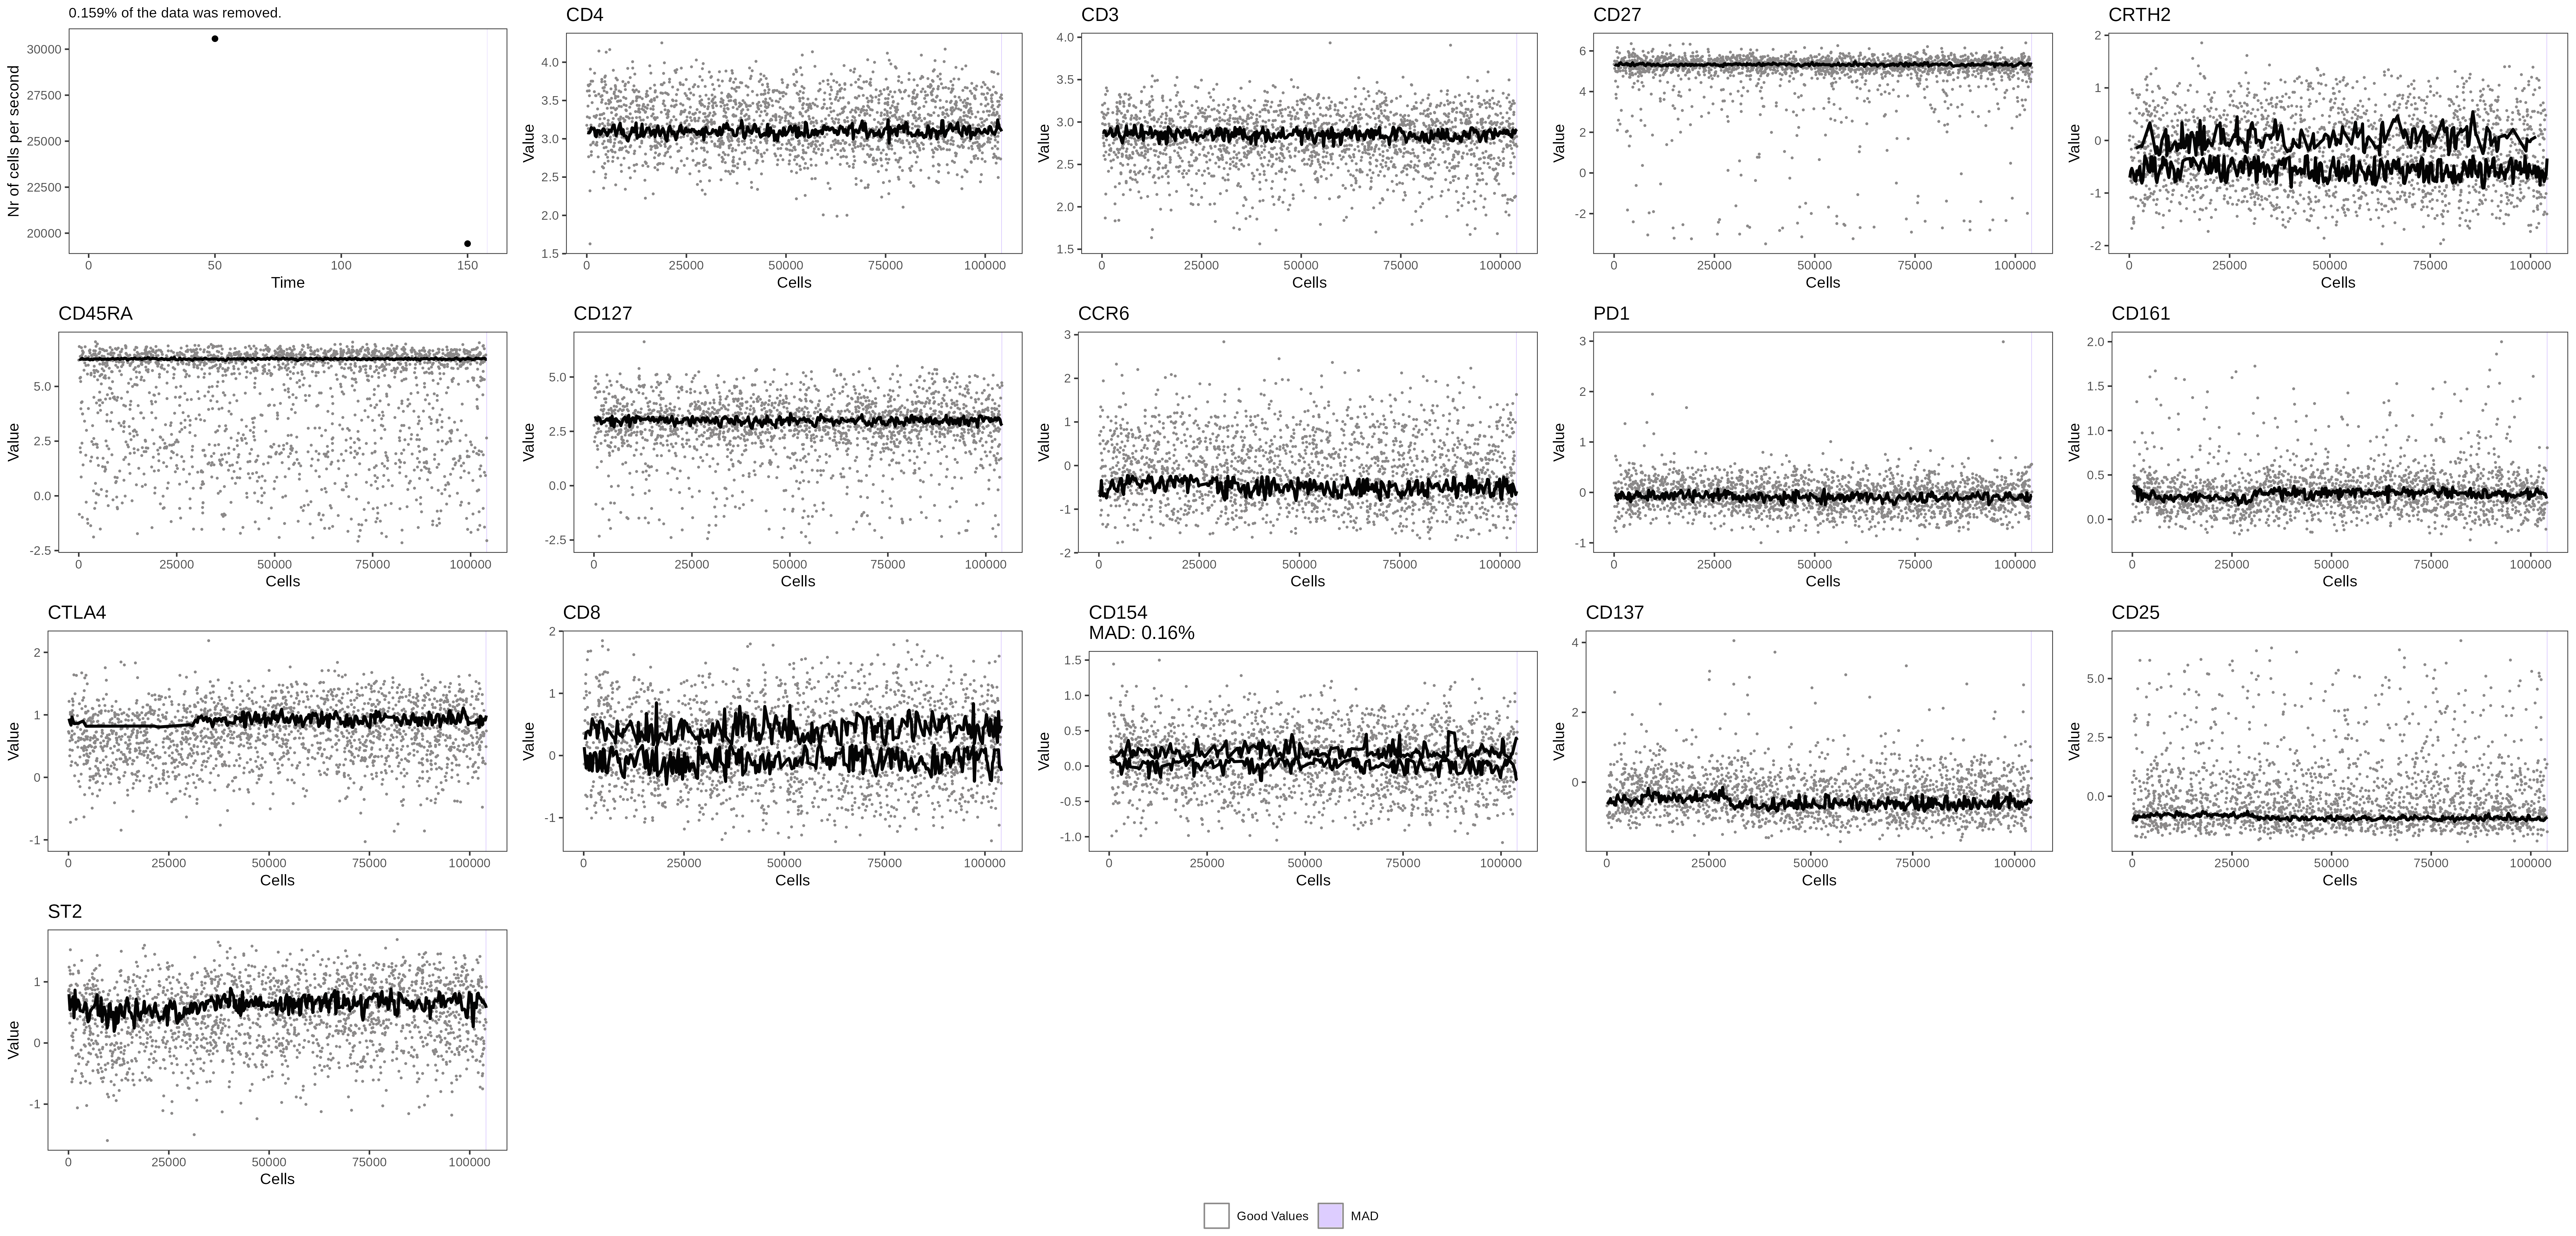 0.159% of the data was removed.
CD4
CD3
CD27
CRTH2
Nr of cells per second
30000
27500
25000
22500
20000
0 50 100 150
Time
Value
4.0
3.5
3.0
2.5
2.0
1.5
0 25000 50000 75000 100000
Cells
Value
4.0
3.5
3.0
2.5
2.0
1.5
0 25000 50000 75000 100000
Cells
Value
6
4
2
0
-2
0 25000 50000 75000 100000
Cells
Value
2
1
0
-1
-2
0 25000 50000 75000 100000
Cells
CD45RA
CD127
CCR6
PD1
CD161
Value
5.0
2.5
0.0
-2.5
0 25000 50000 75000 100000
Cells
Value
5.0
2.5
0.0
-2.5
0 25000 50000 75000 100000
Cells
Value
3
2
1
0
-1
-2
0 25000 50000 75000 100000
Cells
Value
3
2
1
0
-1
0 25000 50000 75000 100000
Cells
Value
2.0
1.5
1.0
0.5
0.0
0 25000 50000 75000 100000
Cells
CTLA4
CD8
CD154
MAD: 0.16%
CD137
CD25
Value
2
1
0
-1
0 25000 50000 75000 100000
Cells
Value
2
1
0
-1
0 25000 50000 75000 100000
Cells
Value
1.5
1.0
0.5
0.0
-0.5
-1.0
0 25000 50000 75000 100000
Cells
Value
4
2
0
0 25000 50000 75000 100000
Cells
Value
5.0
2.5
0.0
0 25000 50000 75000 100000
Cells
ST2
Value
1
0
-1
0 25000 50000 75000 100000
Cells
Good Values
MAD